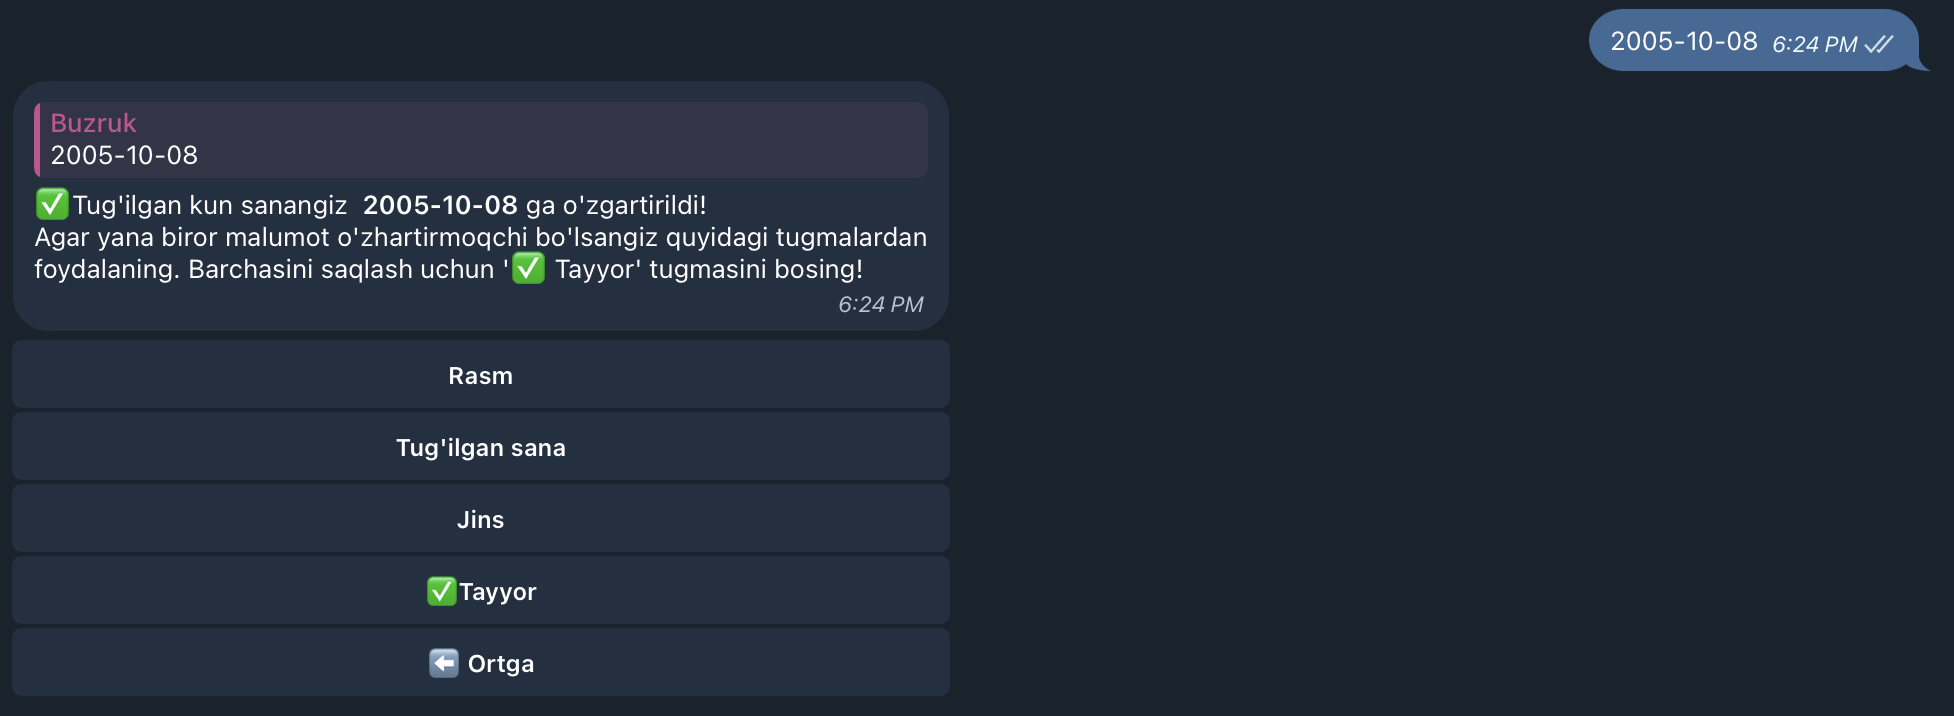 2005-10-08 6:24 PM
Buzruk
2005-10-08
✅Tug'ilgan kun sanangiz 2005-10-08 ga o'zgartirildi!
Agar yana biror malumot o'zhartirmoqchi bo'lsangiz quyidagi tugmalardan
foydalaning. Barchasini saqlash uchun '✅ Tayyor' tugmasini bosing!
6:24 PM
Rasm
Tug'ilgan sana
Jins
✅Tayyor
⬅️ Ortga